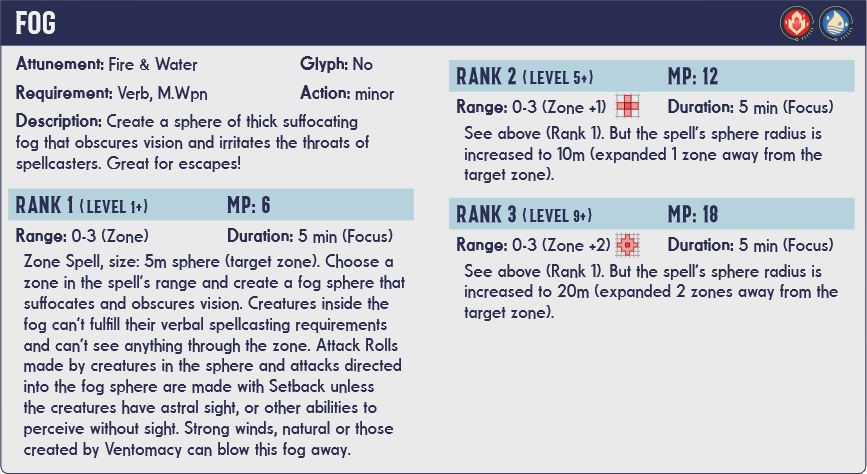 FOG
Attunement: Fire & Water
Glyph: No
Requirement: Verb, M.Wpn
Action: minor
Description: Create a sphere of thick suffocating
fog that obscures vision and irritates the throats of
spellcasters. Great for escapes!
RANK 1 (LEVEL 1+)
MP: 6
Range: 0-3 (Zone)
Duration: 5 min (Focus)
Zone Spell, size: 5m sphere (target zone). Choose a
zone in the spell's range and create a fog sphere that
suffocates and obscures vision. Creatures inside the
fog can't fulfill their verbal spellcasting requirements
and can't see anything through the zone. Attack Rolls
made by creatures in the sphere and attacks directed
into the fog sphere are made with Setback unless
the creatures have astral sight, or other abilities to
perceive without sight. Strong winds, natural or those
created by Ventomacy can blow this fog away.
RANK 2 (LEVEL 5+)
MP: 12
Range: 0-3 (Zone +1)
Duration: 5 min (Focus)
See above (Rank 1). But the spell's sphere radius is
increased to 10m (expanded 1 zone away from the
target zone).
RANK 3 (LEVEL 9+)
MP: 18
Range: 0-3 (Zone +2)
Duration: 5 min (Focus)
See above (Rank 1). But the spell's sphere radius is
increased to 20m (expanded 2 zones away from the
target zone).